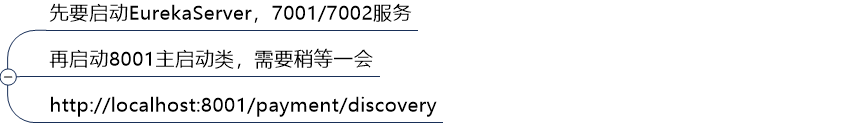 先要启动EurekaServer，7001/7002服务
再启动8001主启动类，需要稍等一会
http://localhost:8001/payment/discovery